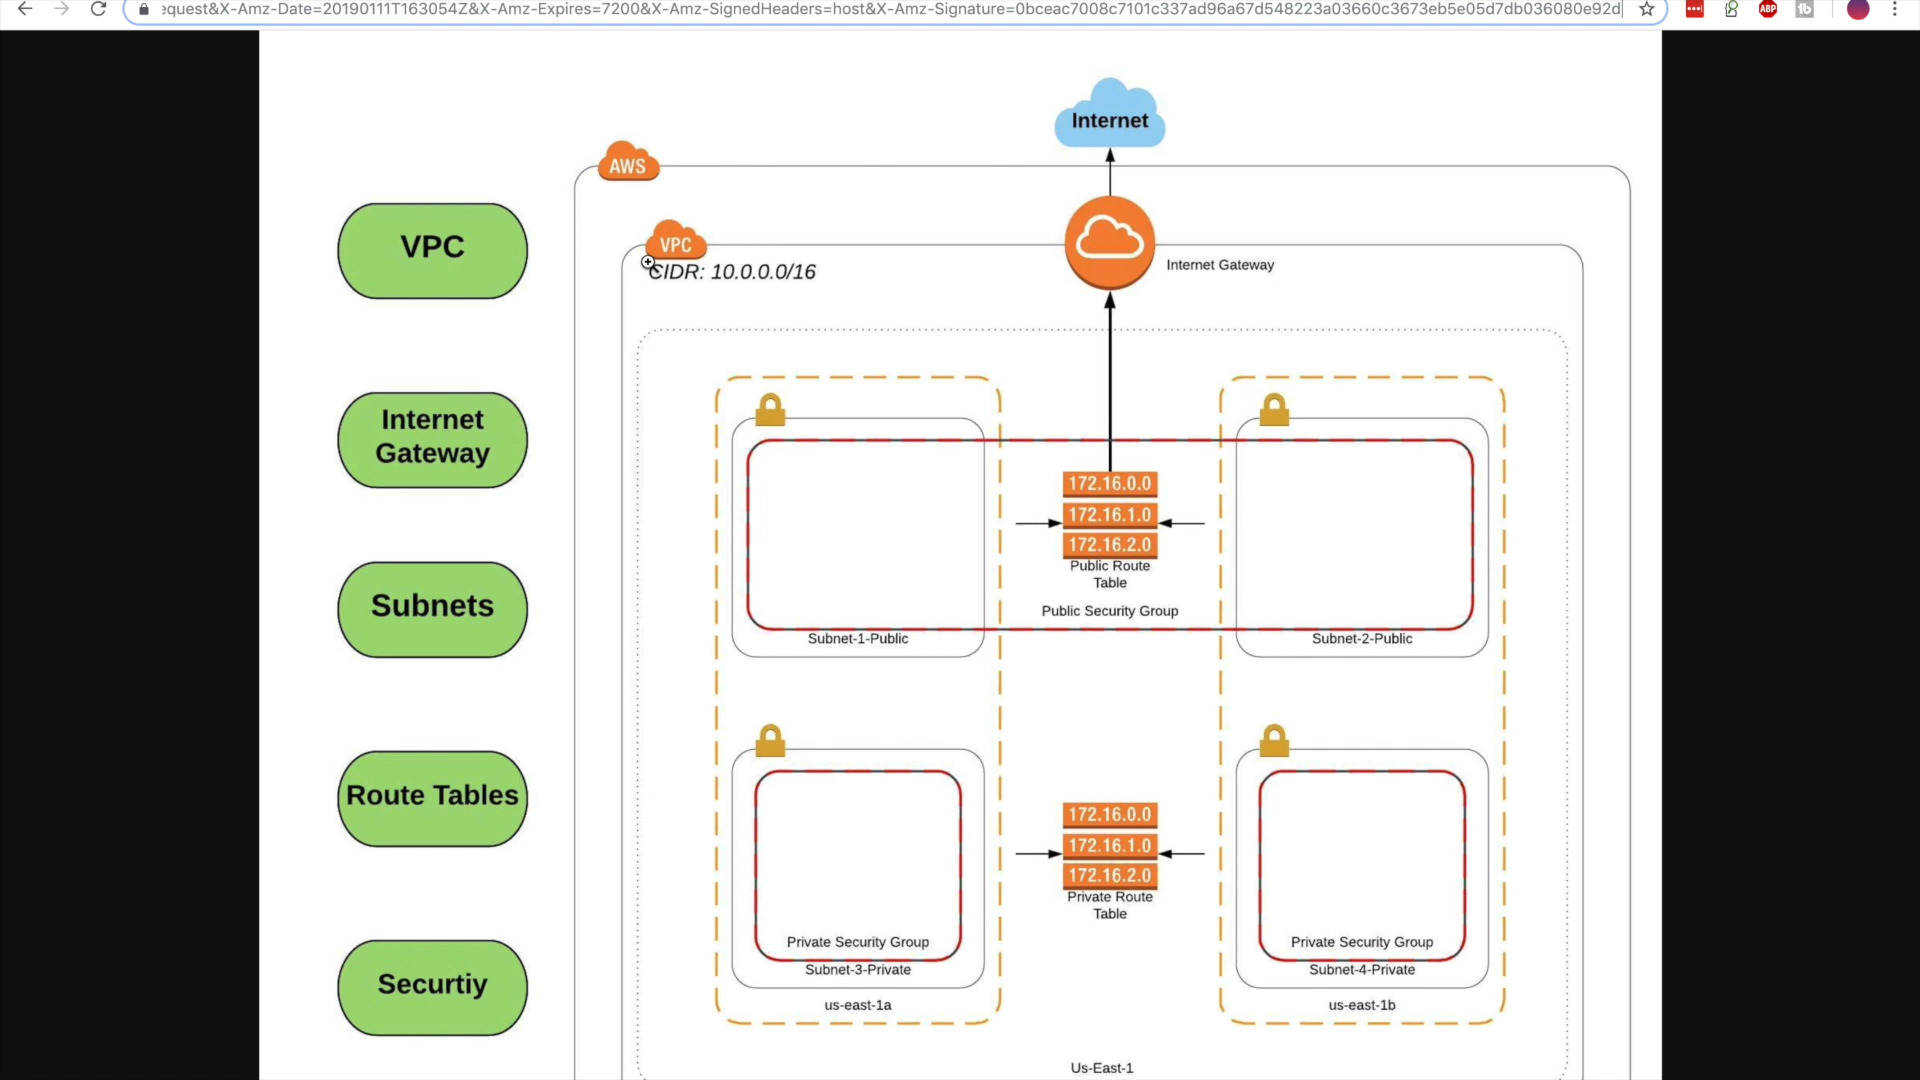 equest&X-Amz-Date=20190111T163054Z&X-Amz-Expires=7200&X-Amz-SignedHeaders=host&X-Amz-Signature=0bceac7008c7101c337ad96a67d548223a03660c3673eb5e05d7db036080e92d
ABP
tb
Internet
AWS
VPC
VPC
CIDR: 10.0.0.0/16
Internet Gateway
Internet
Gateway
172.16.0.0
172.16.1.0
172.16.2.0
Public Route
Table
Public Security Group
Subnet-1-Public
Subnet-2-Public
Subnets
Route Tables
172.16.0.0
172.16.1.0
172.16.2.0
Private Route
Table
Private Security Group
Private Security Group
Subnet-3-Private
Subnet-4-Private
Securtiy
us-east-1a
us-east-1b
Us-East-1